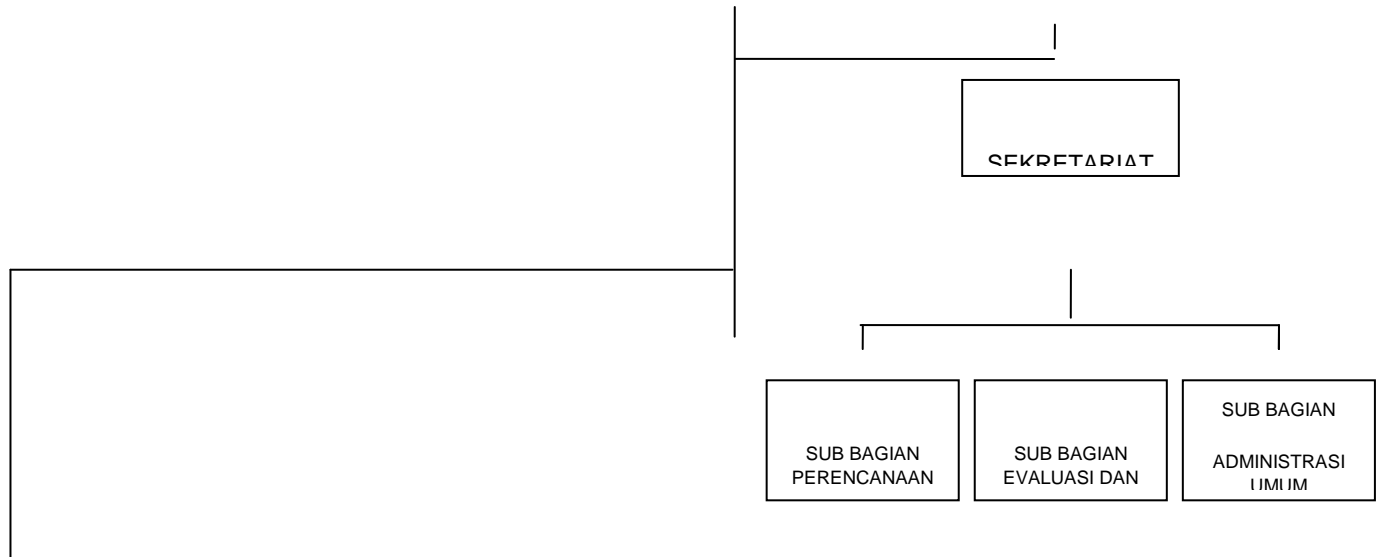 SEKRETARIAT
SUB BAGIAN
PERENCANAAN
SUB BAGIAN
EVALUASI DAN
SUB BAGIAN
ADMINISTRASI
UMUM